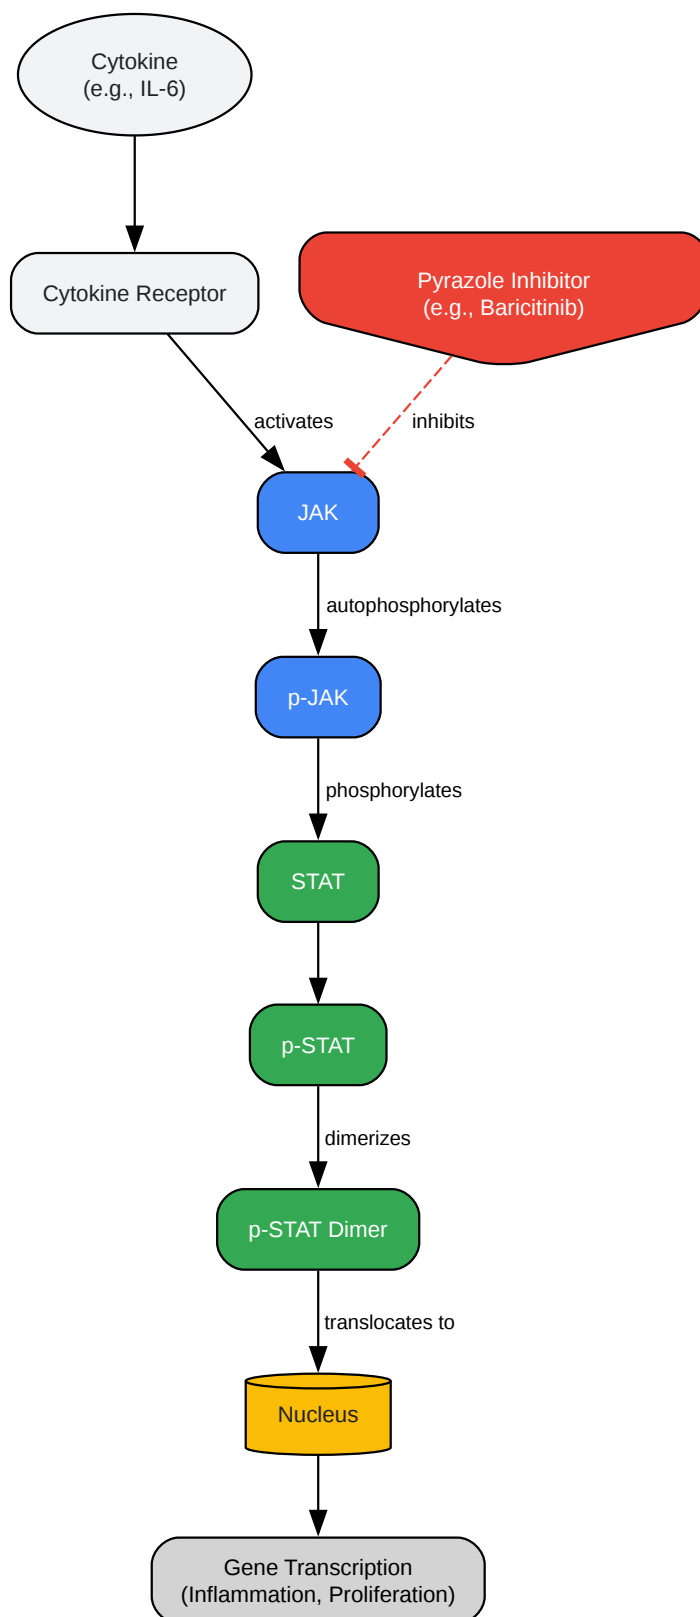 Cytokine
(e.g., IL-6)
Cytokine Receptor
Pyrazole Inhibitor
(e.g., Baricitinib)
activates
inhibits
JAK
autophosphorylates
p-JAK
phosphorylates
STAT
p-STAT
dimerizes
p-STAT Dimer
translocates to
Nucleus
Gene Transcription
(Inflammation, Proliferation)